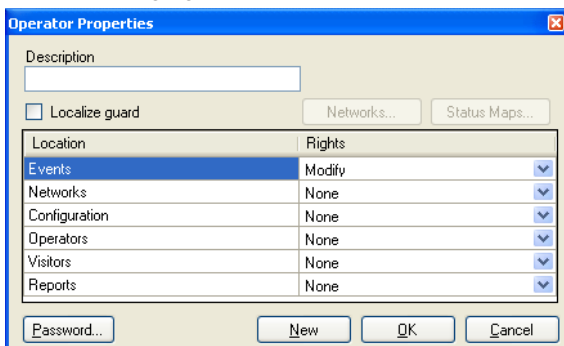 Operator Properties
Description
Localize guard Networks... Status Maps...
Location Rights
Events Modify
Networks None
Configuration None
Operators None
Visitors None
Reports None
Password... New OK Cancel